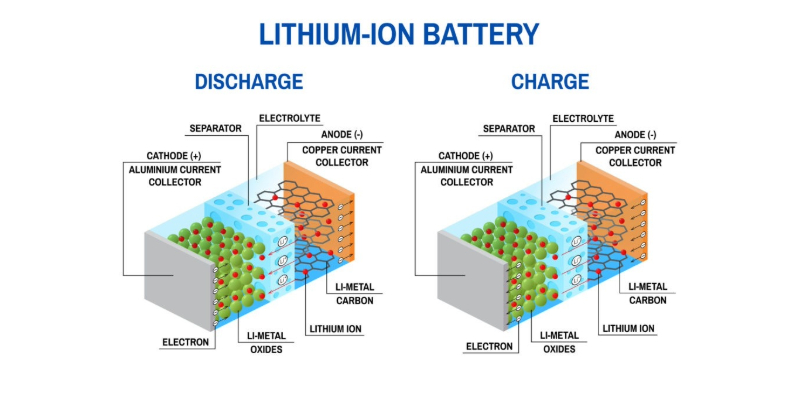 LITHIUM-ION BATTERY
DISCHARGE
ELECTROLYTE
SEPARATOR
ANODE (-)
CATHODE (+)
COPPER CURRENT
COLLECTOR
ALUMINIUM CURRENT
COLLECTOR
LI-METAL
CARBON
LITHIUM ION
ELECTRON
LI-METAL
OXIDES
CHARGE
ELECTROLYTE
SEPARATOR
ANODE (-)
CATHODE (+)
COPPER CURRENT
COLLECTOR
ALUMINIUM CURRENT
COLLECTOR
LI-METAL
CARBON
LITHIUM ION
ELECTRON
LI-METAL
OXIDES